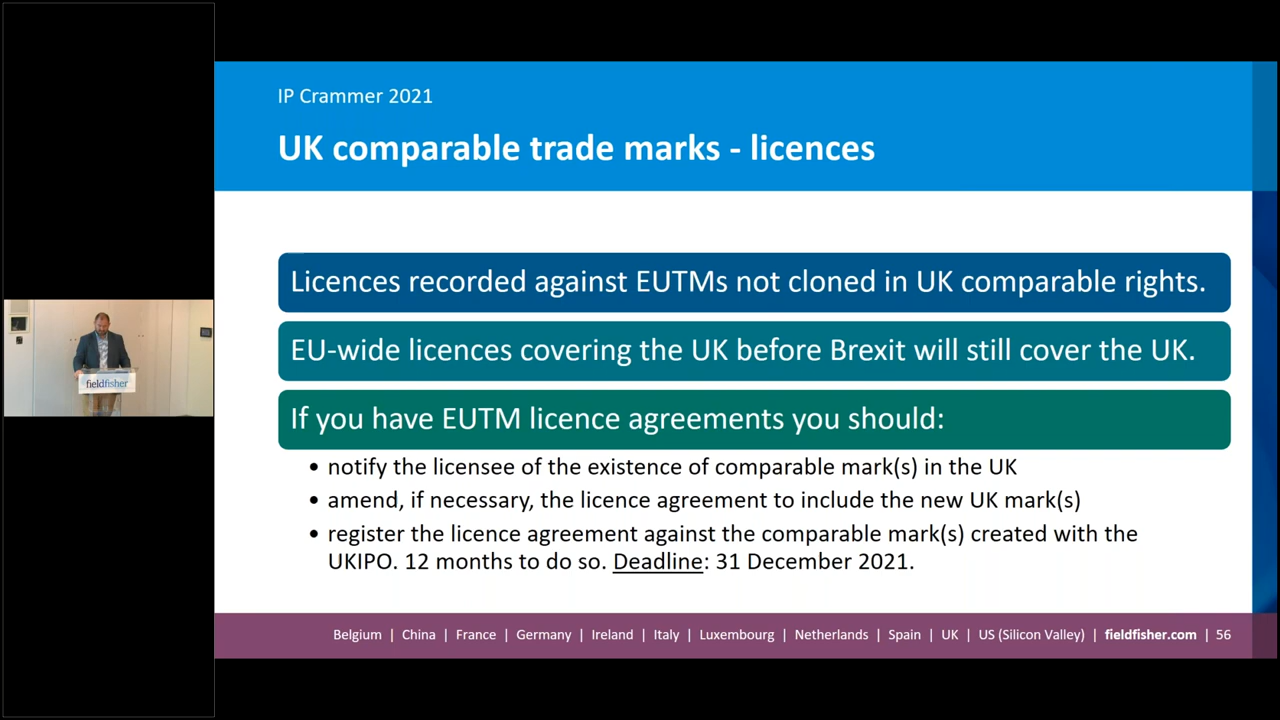 IP Crammer 2021
UK comparable trade marks - licences
Licences recorded against EUTMs not cloned in UK comparable rights.
EU-wide licences covering the UK before Brexit will still cover the UK.
If you have EUTM licence agreements you should:
• notify the licensee of the existence of comparable mark(s) in the UK
• amend, if necessary, the licence agreement to include the new UK mark(s)
• register the licence agreement against the comparable mark(s) created with the
UKIPO. 12 months to do so. Deadline: 31 December 2021.
fieldfisher
Belgium | China | France | Germany | Ireland | Italy | Luxembourg | Netherlands | Spain | UK | US (Silicon Valley) | fieldfisher.com | 56